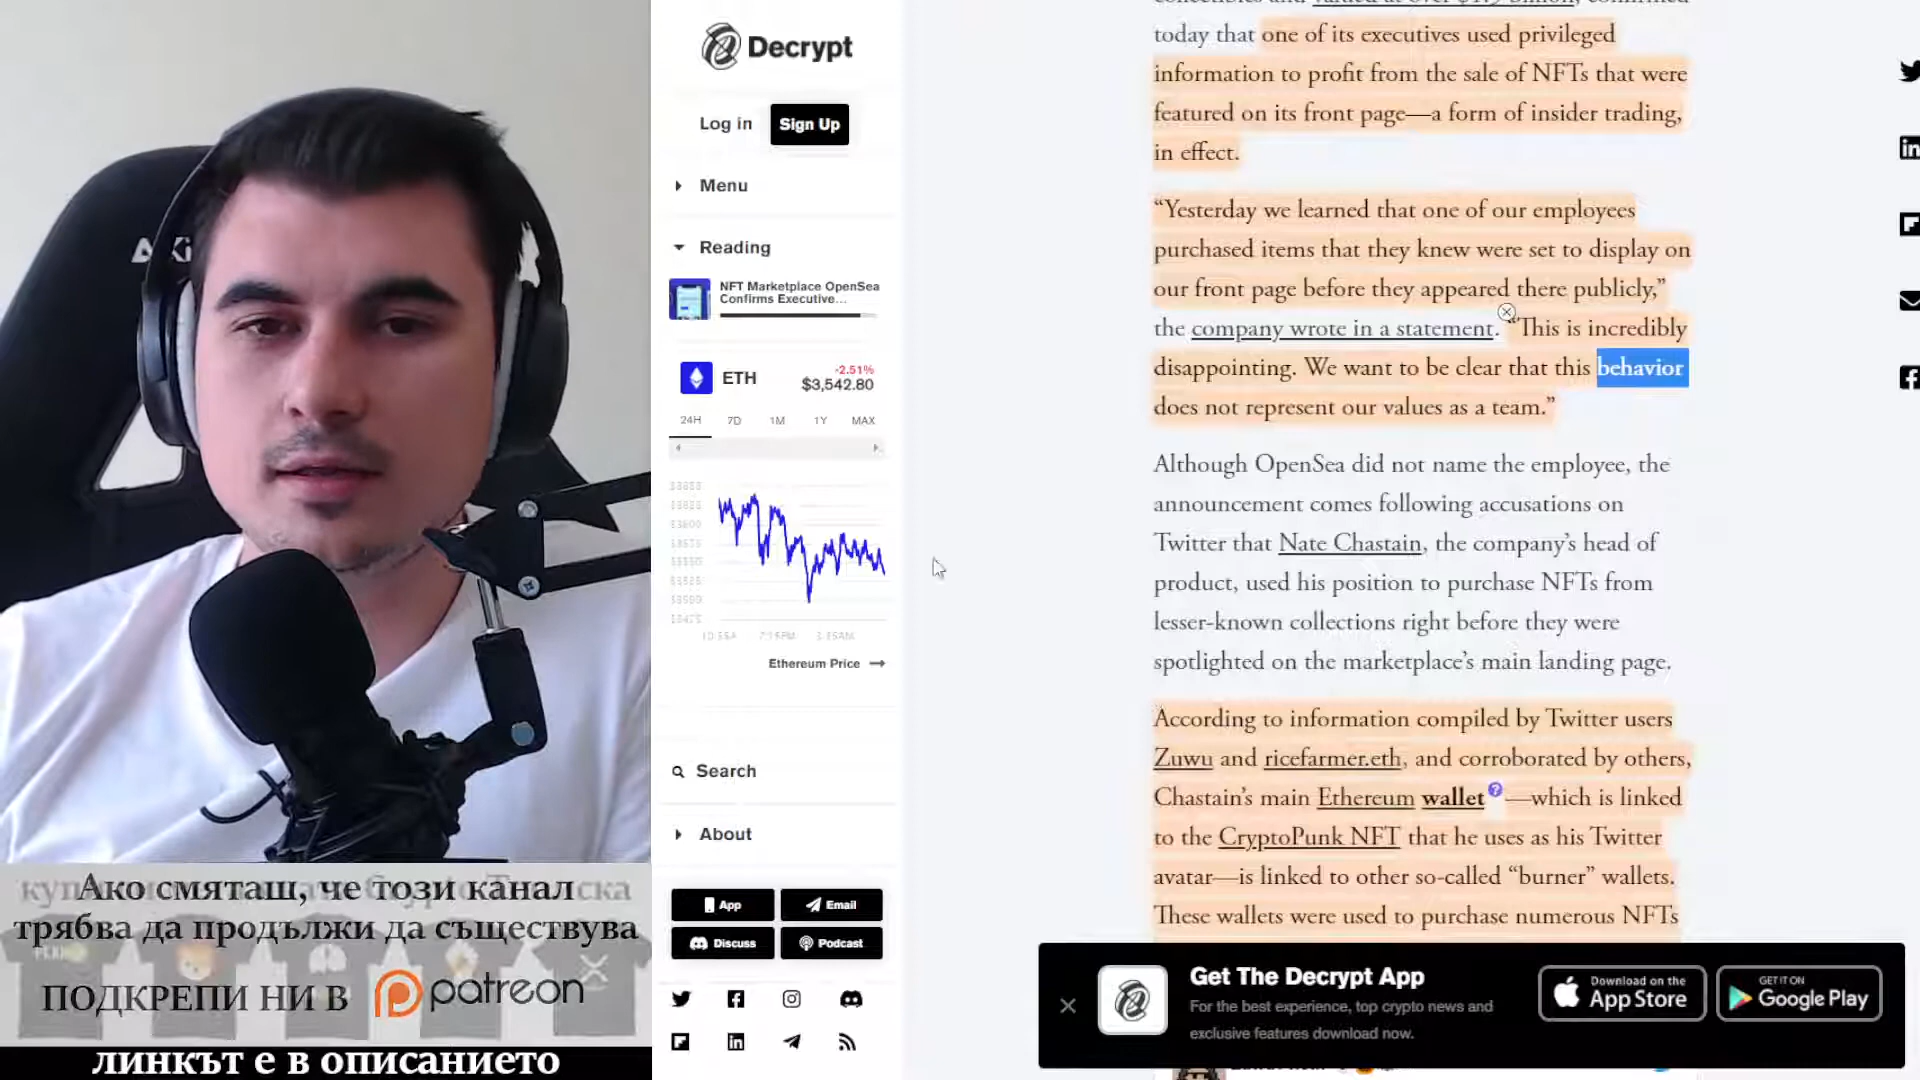 AKi
Ако смяташ, че този канал
трябва да продължи да съществува
ПОДКРЕПИ НИ В patreon
ЛИНКЪТ Е В ОПИСАНИЕТО
Decrypt
Log in Sign Up
Menu
Reading
NFT Marketplace OpenSea
Confirms Executive...
ETH
-2.51%
$3,542.80
24H 7D 1M 1Y MAX
Ethereum Price
Search
About
App Email
Discuss Podcast
today that one of its executives used privileged
information to profit from the sale of NFTs that were
featured on its front page—a form of insider trading,
in effect.
“Yesterday we learned that one of our employees
purchased items that they knew were set to display on
our front page before they appeared there publicly,”
the company wrote in a statement. “This is incredibly
disappointing. We want to be clear that this behavior
does not represent our values as a team.”
Although OpenSea did not name the employee, the
announcement comes following accusations on
Twitter that Nate Chastain, the company’s head of
product, used his position to purchase NFTs from
lesser-known collections right before they were
spotlighted on the marketplace’s main landing page.
According to information compiled by Twitter users
Zuwu and ricefarmer.eth, and corroborated by others,
Chastain’s main Ethereum wallet ?—which is linked
to the CryptoPunk NFT that he uses as his Twitter
avatar—is linked to other so-called “burner” wallets.
These wallets were used to purchase numerous NFTs
Get The Decrypt App
For the best experience, top crypto news and
exclusive features download now.
Download on the
App Store
GET IT ON
Google Play